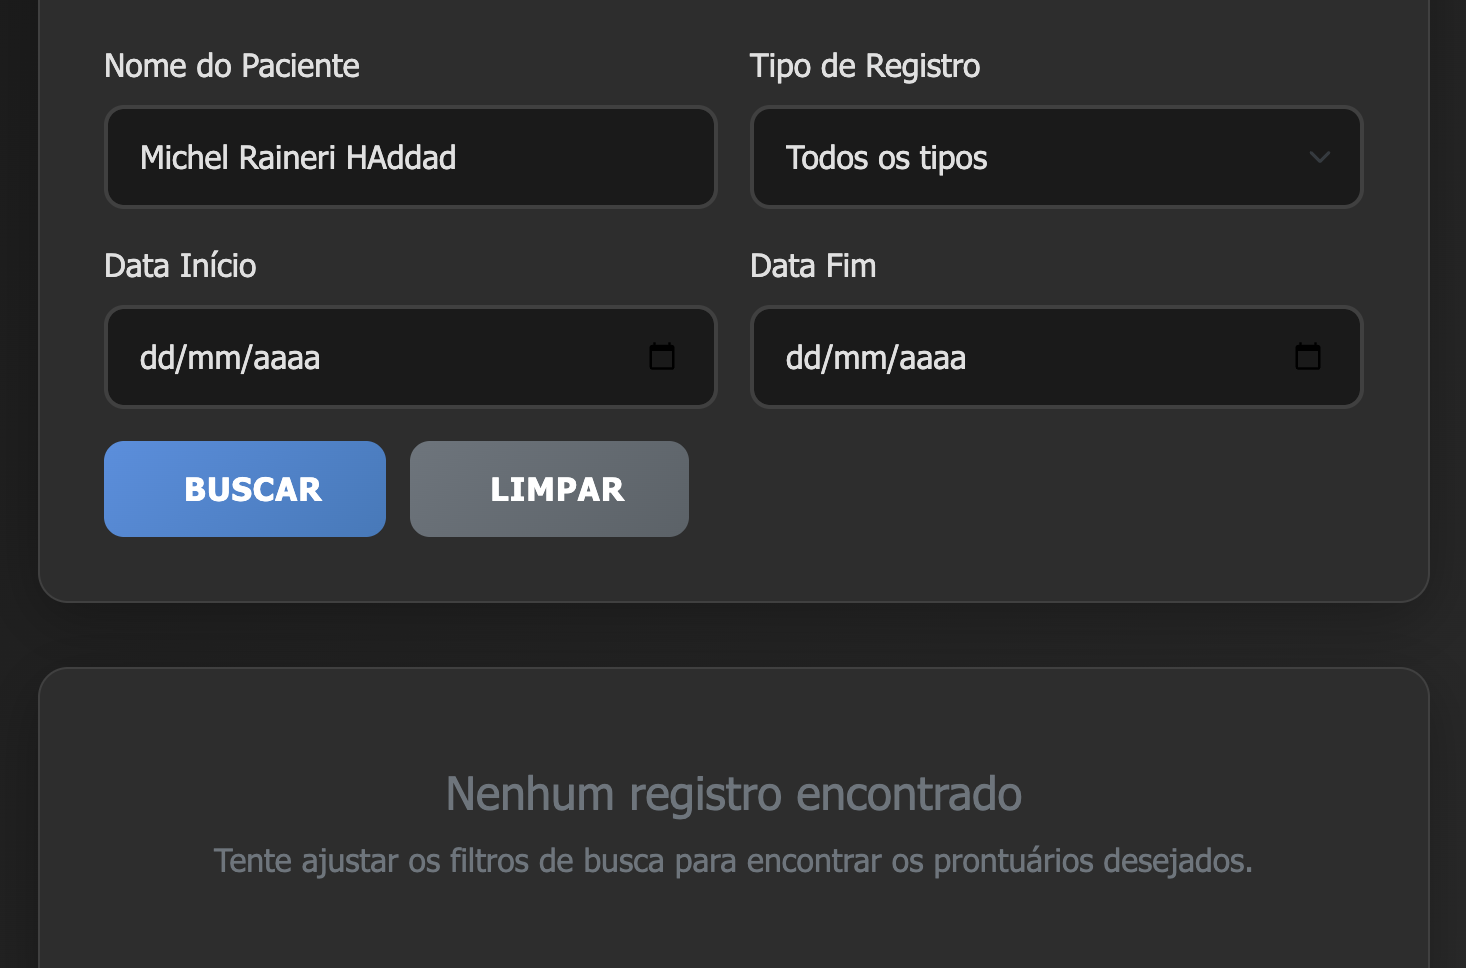 Nome do Paciente
Tipo de Registro
Michel Raineri HAddad
Todos os tipos
Data Início
Data Fim
dd/mm/aaaa
dd/mm/aaaa
BUSCAR
LIMPAR
Nenhum registro encontrado
Tente ajustar os filtros de busca para encontrar os prontuários desejados.